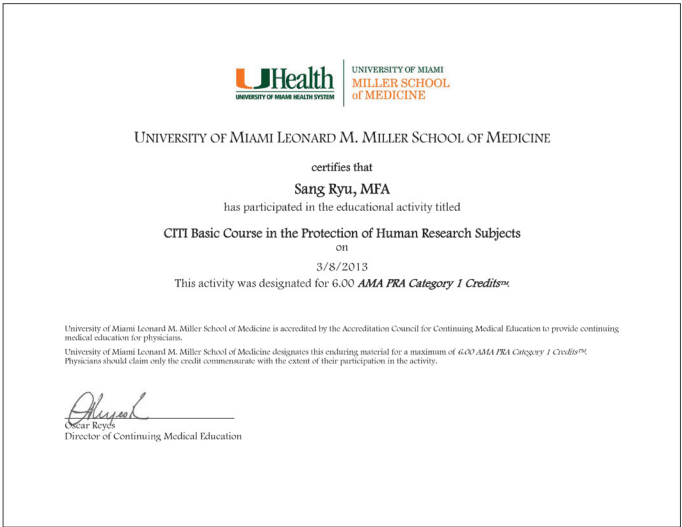 UHealth
UNIVERSITY OF MIAMI HEALTH SYSTEM
UNIVERSITY OF MIAMI
MILLER SCHOOL
of MEDICINE
UNIVERSITY OF MIAMI LEONARD M. MILLER SCHOOL OF MEDICINE
certifies that
Sang Ryu, MFA
has participated in the educational activity titled
CITI Basic Course in the Protection of Human Research Subjects
on
3/8/2013
This activity was designated for 6.00 AMA PRA Category 1 Credits™.
University of Miami Leonard M. Miller School of Medicine is accredited by the Accreditation Council for Continuing Medical Education to provide continuing
medical education for physicians.
University of Miami Leonard M. Miller School of Medicine designates this enduring material for a maximum of 6.00 AMA PRA Category 1 Credits™.
Physicians should claim only the credit commensurate with the extent of their participation in the activity.
Oscar Reyes
Director of Continuing Medical Education